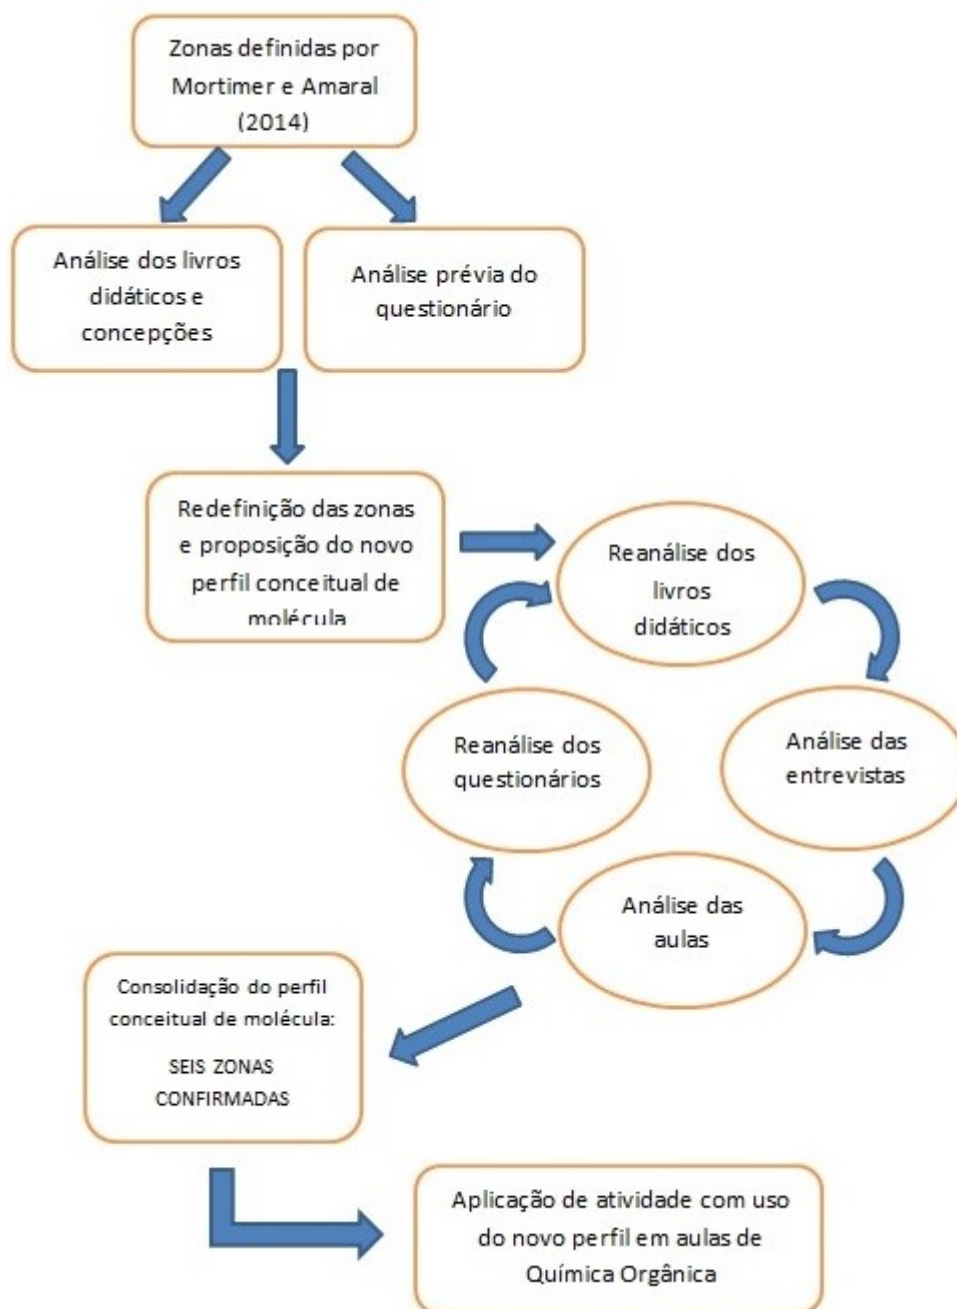 Zonas definidas por
Mortimer e Amaral
(2014)
Análise dos livros
didáticos e
concepções
Análise prévia do
questionário
Redefinição das zonas
e proposição do novo
perfil conceitual de
molécula
Reanálise dos
livros
didáticos
Reanálise dos
questionários
Análise das
entrevistas
Análise das
aulas
Consolidação do perfil
conceitual de molécula:
SEIS ZONAS
CONFIRMADAS
Aplicação de atividade com uso
do novo perfil em aulas de
Química Orgânica